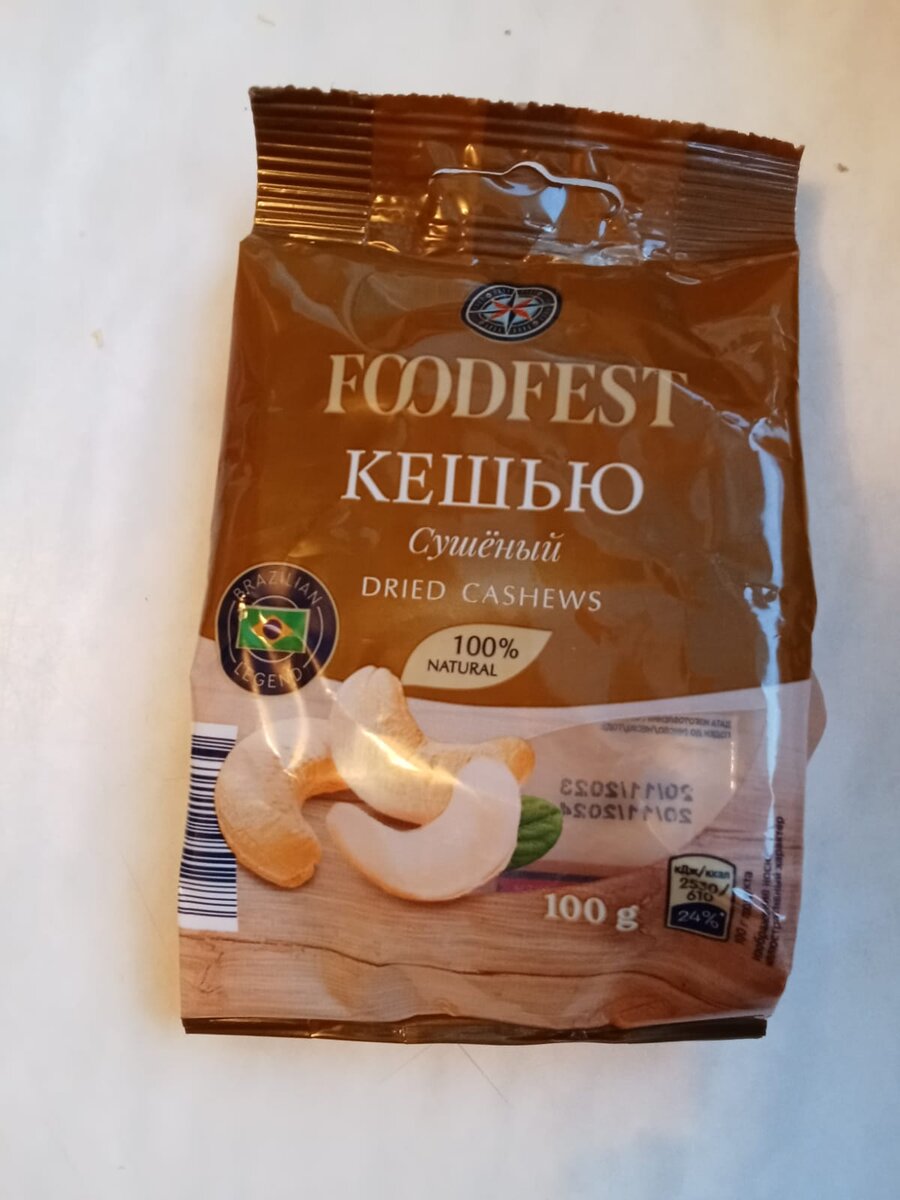 FOODFEST
КЕШЬЮ
Сушёный
DRIED CASHEWS
BRAZILIAN
LEGEND
100%
NATURAL
20/11/2023
20/11/2024
100 g
кДж/ккал
2530/
610
24%*